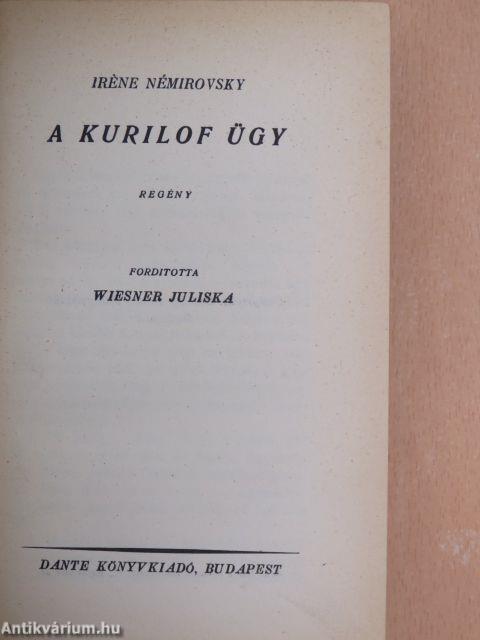 IRÈNE NÉMIROVSKY
A KURILOF ÜGY
REGÉNY
FORDITOTTA
WIESNER JULISKA
DANTE KÖNYVKIADÓ, BUDAPEST
Antikvárium.hu